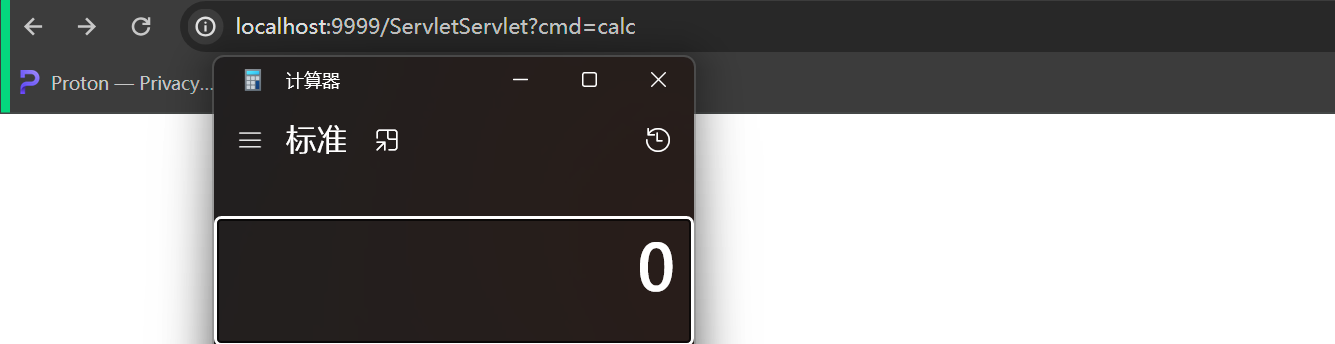 localhost:9999/ServletServlet?cmd=calc
Proton — Privacy...
计算器
标准
0